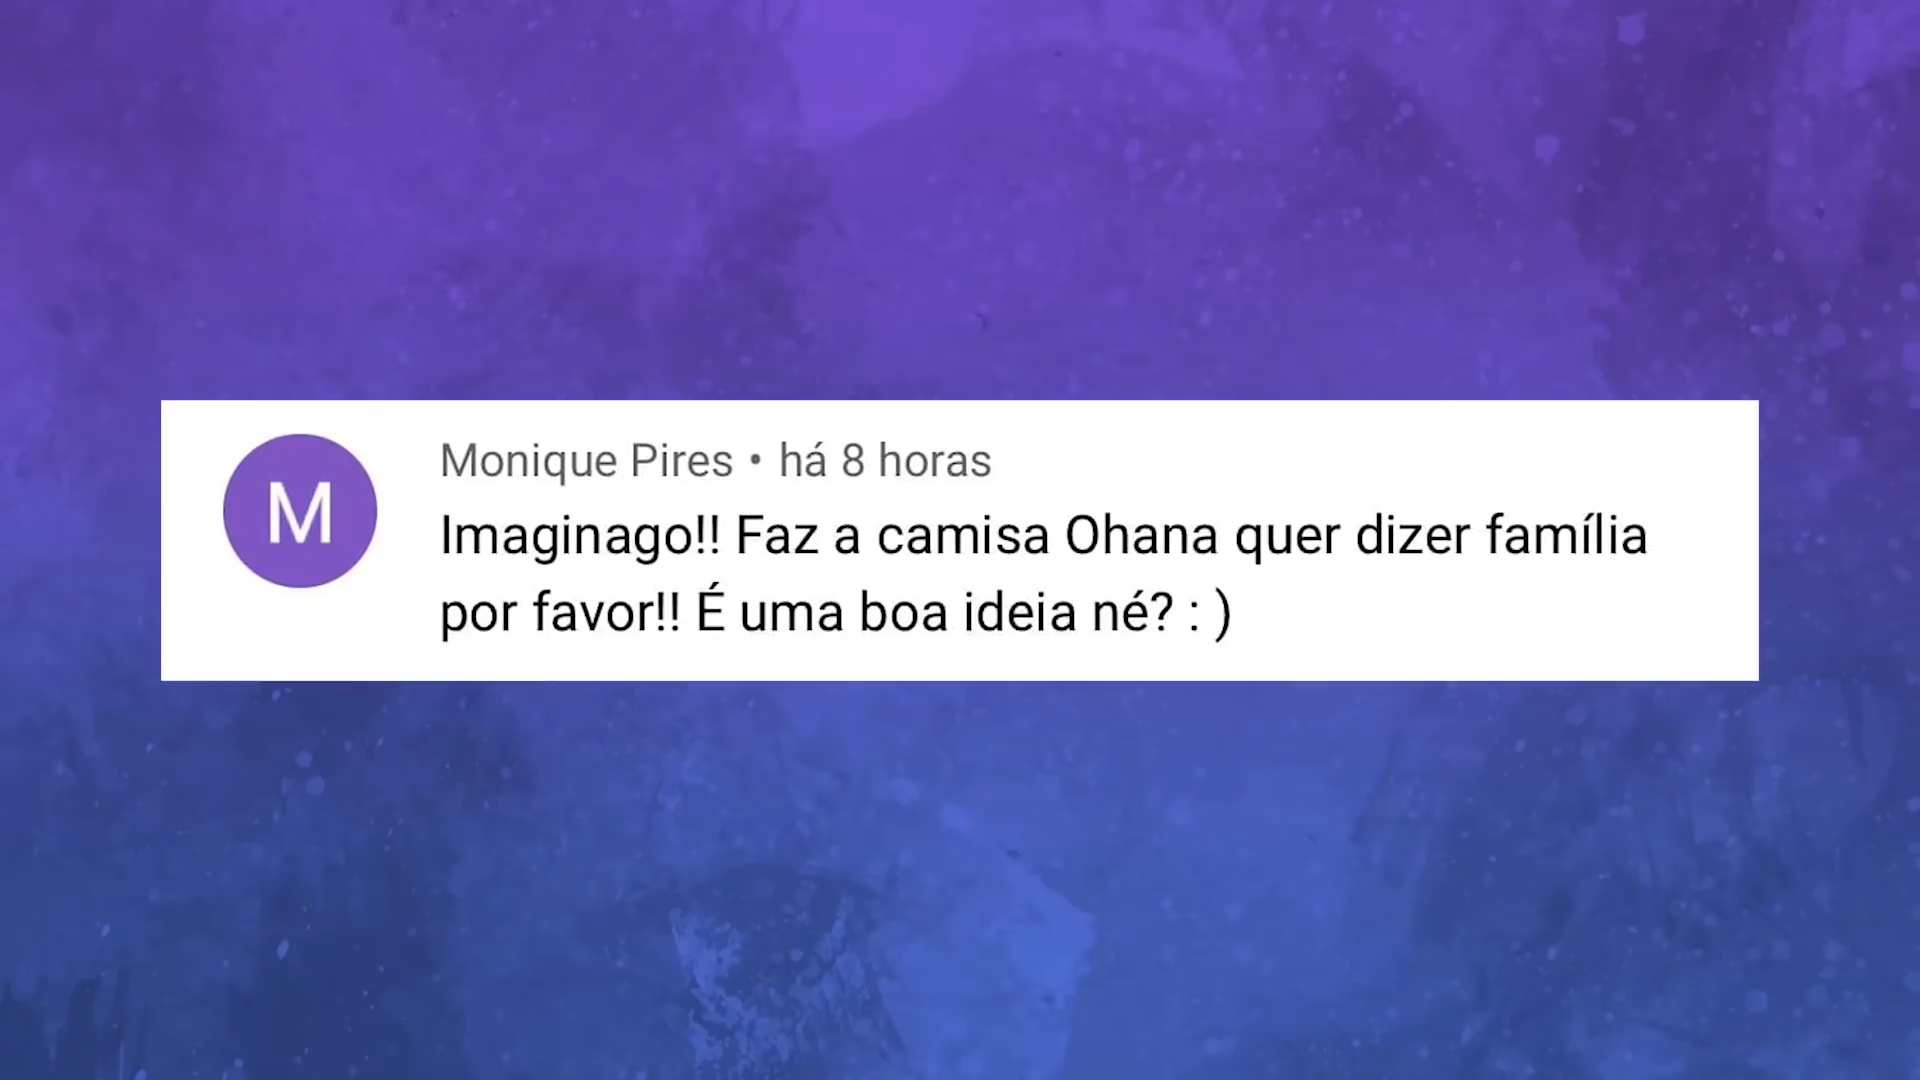 M
Monique Pires • há 8 horas
Imaginago!! Faz a camisa Ohana quer dizer família
por favor!! É uma boa ideia né? : )